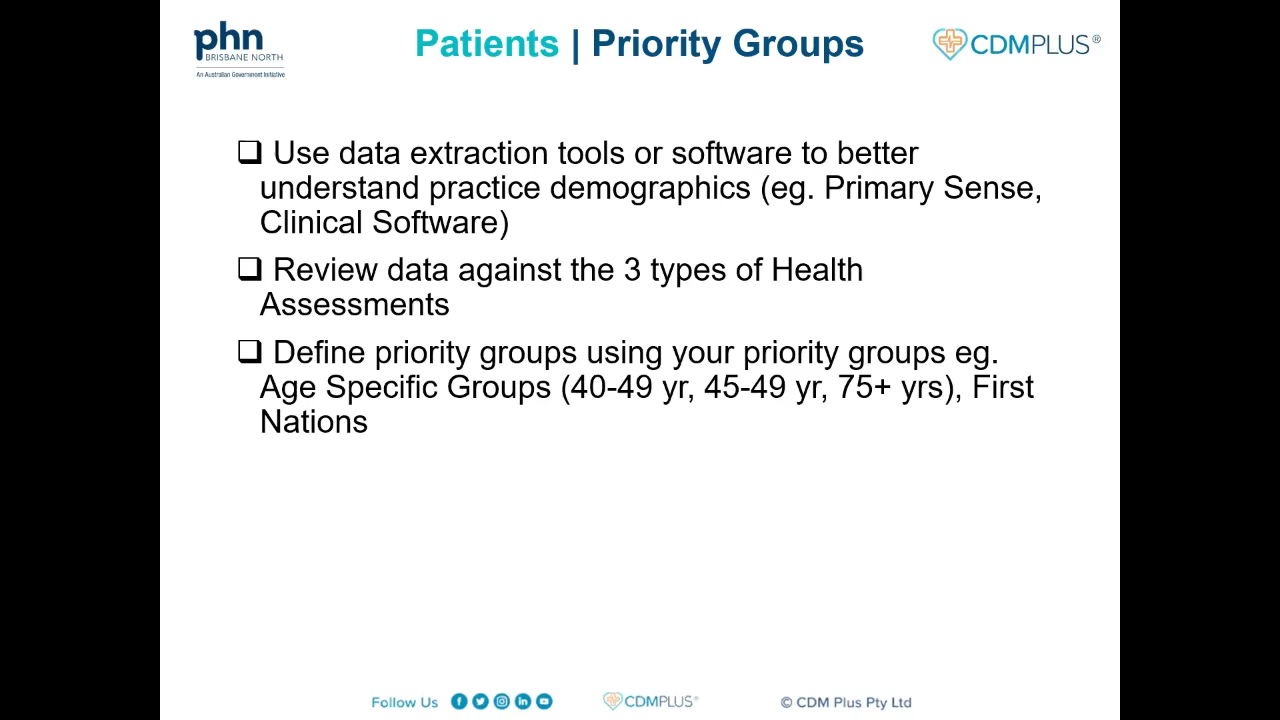 phn
BRISBANE NORTH
An Australian Government Initiative
Patients | Priority Groups
CDMPLUS®
❑ Use data extraction tools or software to better
understand practice demographics (eg. Primary Sense,
Clinical Software)
❑ Review data against the 3 types of Health
Assessments
❑ Define priority groups using your priority groups eg.
Age Specific Groups (40-49 yr, 45-49 yr, 75+ yrs), First
Nations
Follow Us
CDMPLUS®
© CDM Plus Pty Ltd